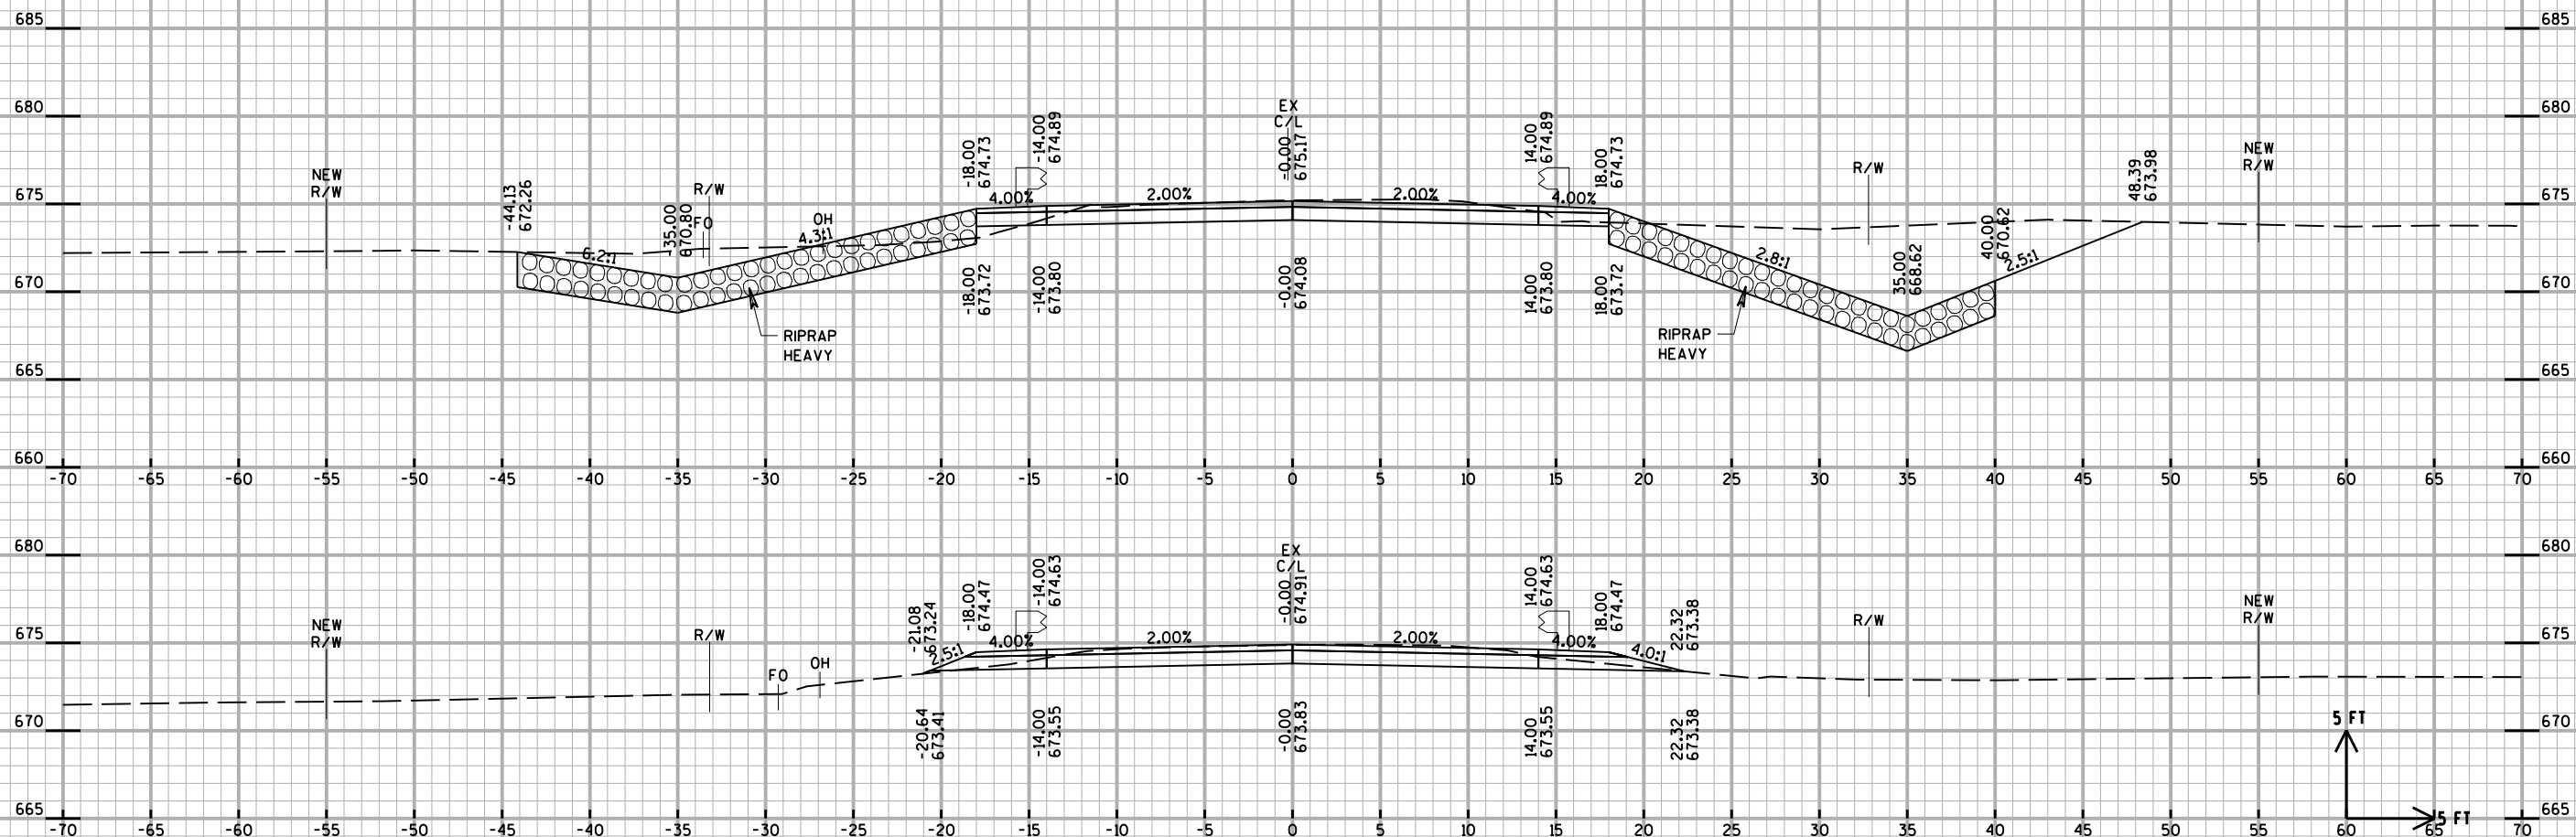 685 685
680 680
EX
C/L
-14.00
674.89
-0.00
675.17
14.00
674.89
-18.00
674.73
18.00
674.73
NEW
R/W
NEW
R/W
R/W
R/W
48.39
673.98
-44.13
672.26
675 675
4.00% 2.00% 2.00% 4.00%
-35.00
670.80
FO
OH
4.3:1
6.2:1
2.8:1
35.00
668.62
40.00
670.62
2.5:1
670 670
-18.00
673.72
-14.00
673.80
-0.00
674.08
14.00
673.80
18.00
673.72
RIPRAP
HEAVY
RIPRAP
HEAVY
665 665
660 660
-70 -65 -60 -55 -50 -45 -40 -35 -30 -25 -20 -15 -10 -5 0 5 10 15 20 25 30 35 40 45 50 55 60 65 70
680 680
EX
C/L
-14.00
674.63
-0.00
674.91
14.00
674.63
-18.00
674.47
18.00
674.47
-21.08
673.24
22.32
673.38
NEW
R/W
NEW
R/W
R/W
R/W
675 675
2.5:1 4.00% 2.00% 2.00% 4.00% 4.0:1
FO
OH
670 670
-20.64
673.41
-14.00
673.55
-0.00
673.83
14.00
673.55
22.32
673.38
5 FT
5 FT
665 665
-70 -65 -60 -55 -50 -45 -40 -35 -30 -25 -20 -15 -10 -5 0 5 10 15 20 25 30 35 40 45 50 55 60 65 70